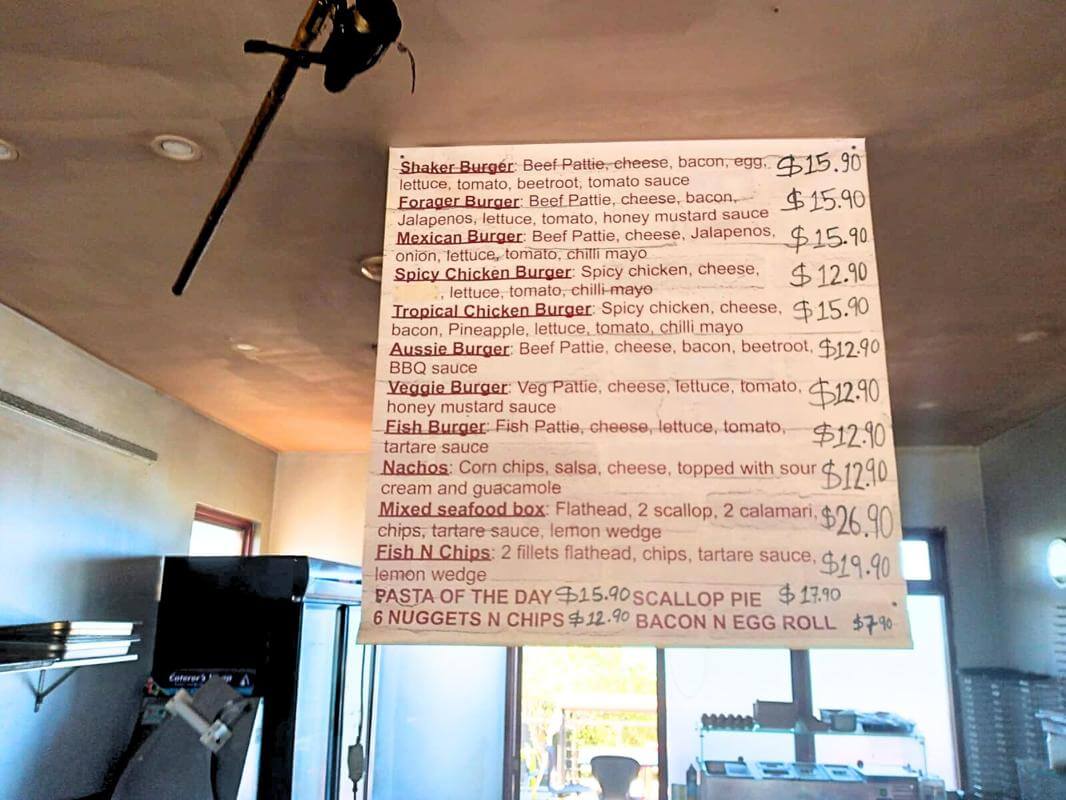 Shaker Burger: Beef Pattie, cheese, bacon, egg, $15.90
lettuce, tomato, beetroot, tomato sauce
Forager Burger: Beef Pattie, cheese, bacon, $15.90
Jalapenos, lettuce, tomato, honey mustard sauce
Mexican Burger: Beef Pattie, cheese, Jalapenos, $15.90
onion, lettuce, tomato, chilli mayo
Spicy Chicken Burger: Spicy chicken, cheese, $12.90
, lettuce, tomato, chilli mayo
Tropical Chicken Burger: Spicy chicken, cheese, $15.90
bacon, Pineapple, lettuce, tomato, chilli mayo
Aussie Burger: Beef Pattie, cheese, bacon, beetroot, $12.90
BBQ sauce
Veggie Burger: Veg Pattie, cheese, lettuce, tomato, $12.90
honey mustard sauce
Fish Burger: Fish Pattie, cheese, lettuce, tomato, $12.90
tartare sauce
Nachos: Corn chips, salsa, cheese, topped with sour $12.90
cream and guacamole
Mixed seafood box: Flathead, 2 scallop, 2 calamari, $26.90
chips, tartare sauce, lemon wedge
Fish N Chips: 2 fillets flathead, chips, tartare sauce, $19.90
lemon wedge
PASTA OF THE DAY $15.90 SCALLOP PIE $17.90
6 NUGGETS N CHIPS $12.90 BACON N EGG ROLL $7.90
Caterer's